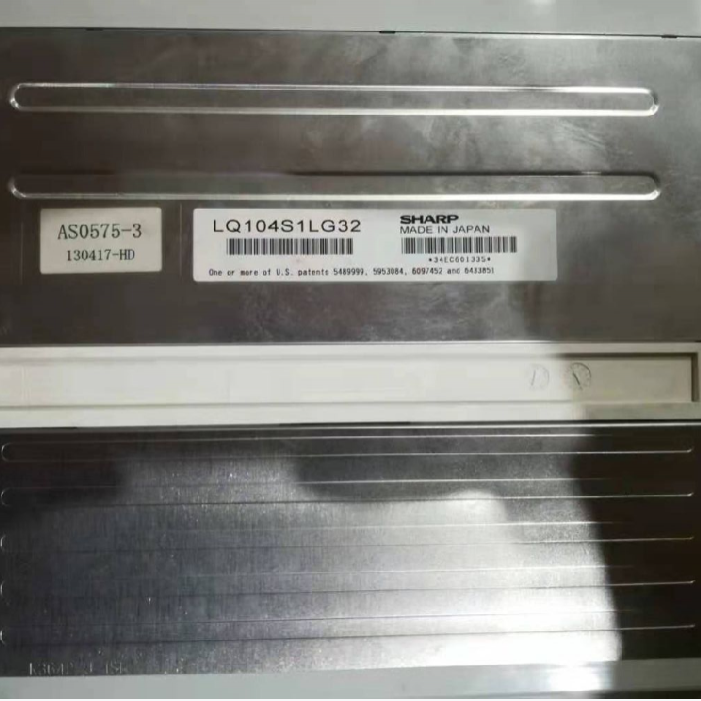 AS0575-3
130417-HD
LQ104S1LG32
SHARP
MADE IN JAPAN
*34EC00133S*
One or more of U.S. patents 5489999, 5953084, 6097452 and 6433851